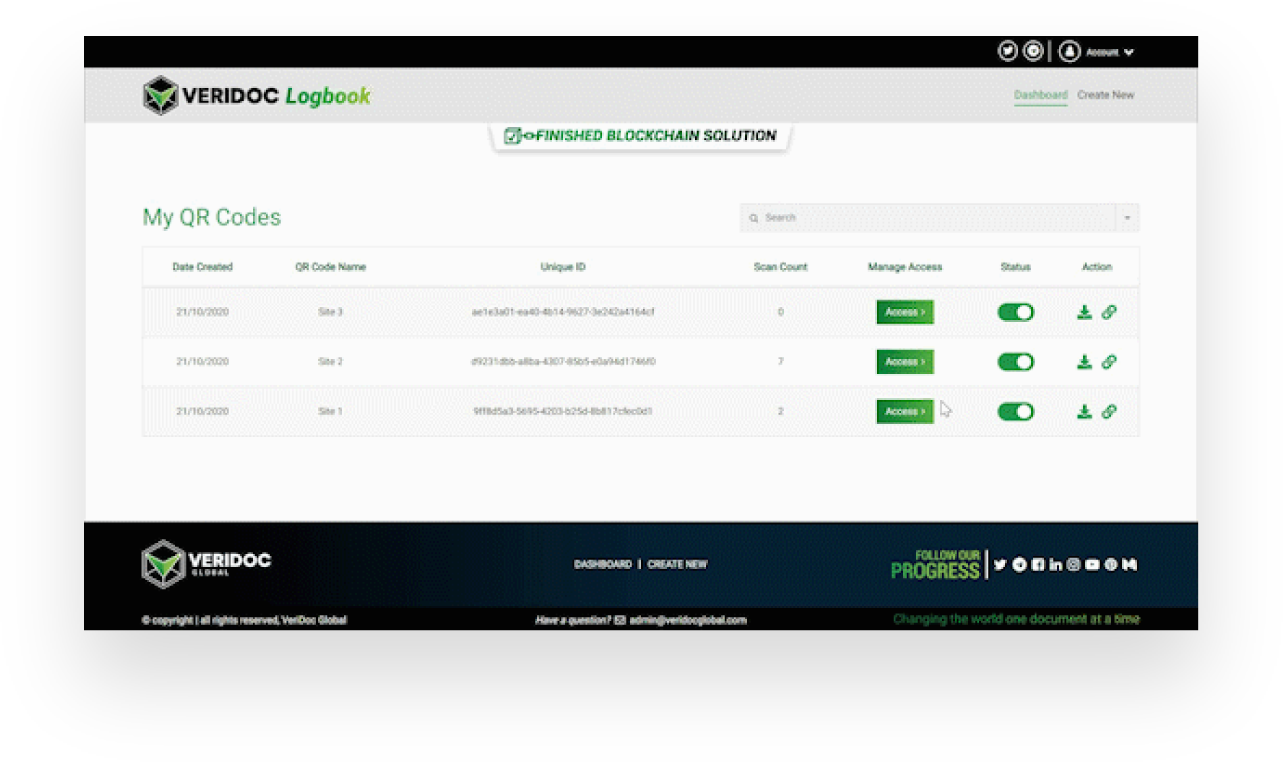 Account
VERIDOC Logbook
Dashboard Create New
FINISHED BLOCKCHAIN SOLUTION
My QR Codes
Search
Date Created QR Code Name Unique ID Scan Count Manage Access Status Action
21/10/2020 Site 3 ae1e3a01-ea40-4b14-9627-3e242a4164cf 0 Access >
21/10/2020 Site 2 d9231dbb-a8ba-4307-85b5-e0a94d1746f0 7 Access >
21/10/2020 Site 1 9ff8d5a3-5695-4203-b25d-8b817cfec0d1 2 Access >
VERIDOC
GLOBAL
DASHBOARD | CREATE NEW
FOLLOW OUR
PROGRESS
© copyright | all rights reserved, VeriDoc Global
Have a question? admin@veridocglobal.com
Changing the world one document at a time